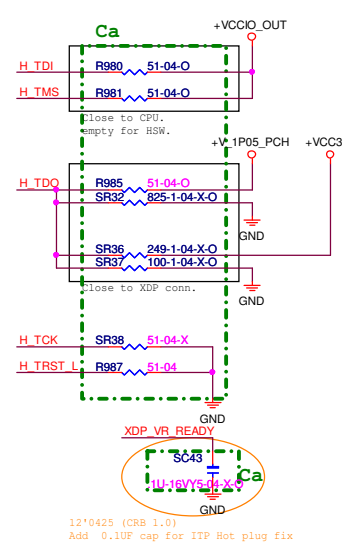 Ca
+VCCIO_OUT
H_TDI R980 51-04-O
H_TMS R981 51-04-O
Close to CPU.
empty for HSW.
+V_1P05_PCH +VCC3
H_TDO R985 51-04-O
SR32 825-1-04-X-O
GND
SR36 249-1-04-X-O
SR37 100-1-04-X-O
Close to XDP conn.
GND
H_TCK SR38 51-04-X
H_TRST_L R987 51-04
GND
XDP_VR_READY
SC43
1U-16VY5-04-X-O
Ca
GND
12'0425 (CRB 1.0)
Add 0.1UF cap for ITP Hot plug fix